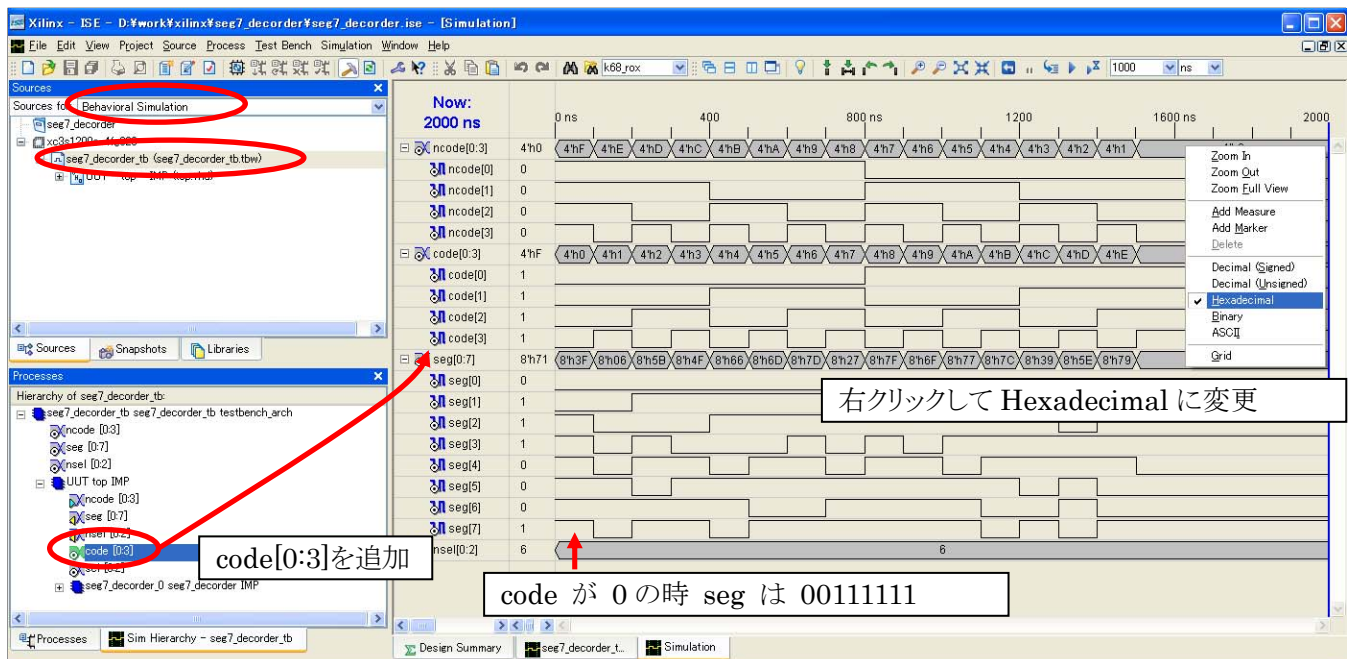 Xilinx - ISE - D:¥work¥xilinx¥seg7_decorder¥seg7_decorder.ise - [Simulation]
File Edit View Project Source Process Test Bench Simulation Window Help
k68_rox 1000 ns
Sources
Sources for: Behavioral Simulation
seg7_decorder
seg7_decorder_tb (seg7_decorder_tb.tbw)
Sources Snapshots Libraries
Processes
Hierarchy of seg7_decorder_tb:
seg7_decorder_tb seg7_decorder_tb testbench_arch
ncode [0:3]
seg [0:7]
nsel [0:2]
UUT top IMP
ncode [0:3]
seg [0:7]
nsel [0:2]
code [0:3]
sel [0:2]
seg7_decorder_0 seg7_decorder IMP
Processes Sim Hierarchy - seg7_decorder_tb
Now:
2000 ns
0 ns 400 800 ns 1200 1600 ns 2000
ncode[0:3] 4'h0 4'hF 4'hE 4'hD 4'hC 4'hB 4'hA 4'h9 4'h8 4'h7 4'h6 4'h5 4'h4 4'h3 4'h2 4'h1
ncode[0] 0
ncode[1] 0
ncode[2] 0
ncode[3] 0
code[0:3] 4'hF 4'h0 4'h1 4'h2 4'h3 4'h4 4'h5 4'h6 4'h7 4'h8 4'h9 4'hA 4'hB 4'hC 4'hD 4'hE
code[0] 1
code[1] 1
code[2] 1
code[3] 1
seg[0:7] 8'h71 8'h3F 8'h06 8'h5B 8'h4F 8'h66 8'h6D 8'h7D 8'h27 8'h7F 8'h6F 8'h77 8'h7C 8'h39 8'h5E 8'h79
seg[0] 0
seg[1] 1
seg[2] 1
seg[3] 1
seg[4] 0
seg[5] 0
seg[6] 0
seg[7] 1
nsel[0:2] 6 6
Zoom In
Zoom Out
Zoom Full View
Add Measure
Add Marker
Delete
Decimal (Signed)
Decimal (Unsigned)
Hexadecimal
Binary
ASCII
Grid
右クリックして Hexadecimal に変更
code[0:3]を追加
code が 0の時 seg は 00111111
Design Summary seg7_decorder_t... Simulation